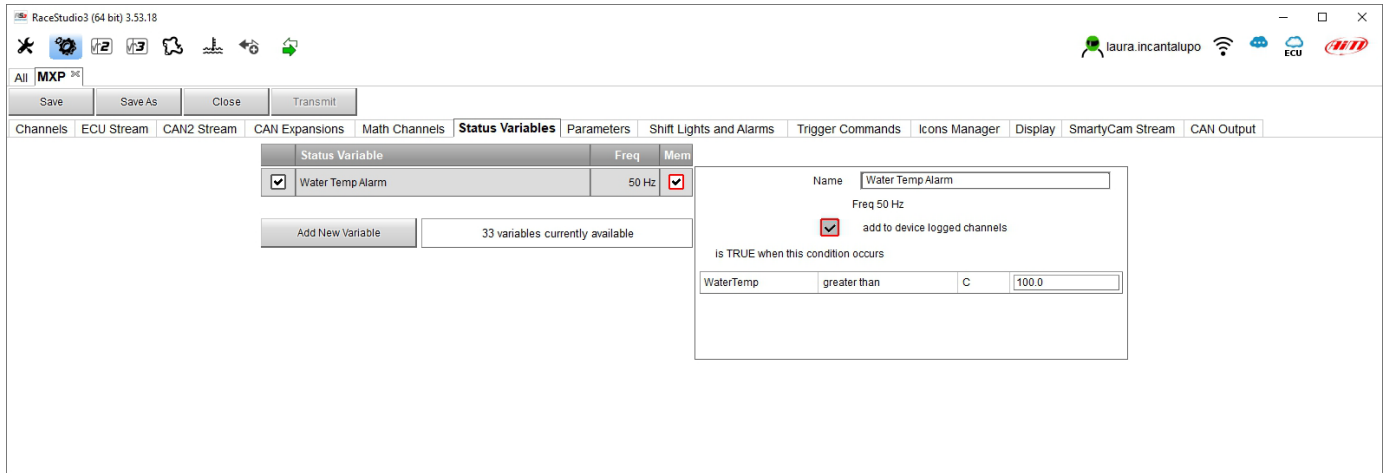 RaceStudio3 (64 bit) 3.53.18
laura.incantalupo
ECU
All MXP
Save Save As Close Transmit
Channels ECU Stream CAN2 Stream CAN Expansions Math Channels Status Variables Parameters Shift Lights and Alarms Trigger Commands Icons Manager Display SmartyCam Stream CAN Output
Status Variable Freq Mem
Water Temp Alarm 50 Hz
Add New Variable 33 variables currently available
Name Water Temp Alarm
Freq 50 Hz
add to device logged channels
is TRUE when this condition occurs
WaterTemp greater than C 100.0